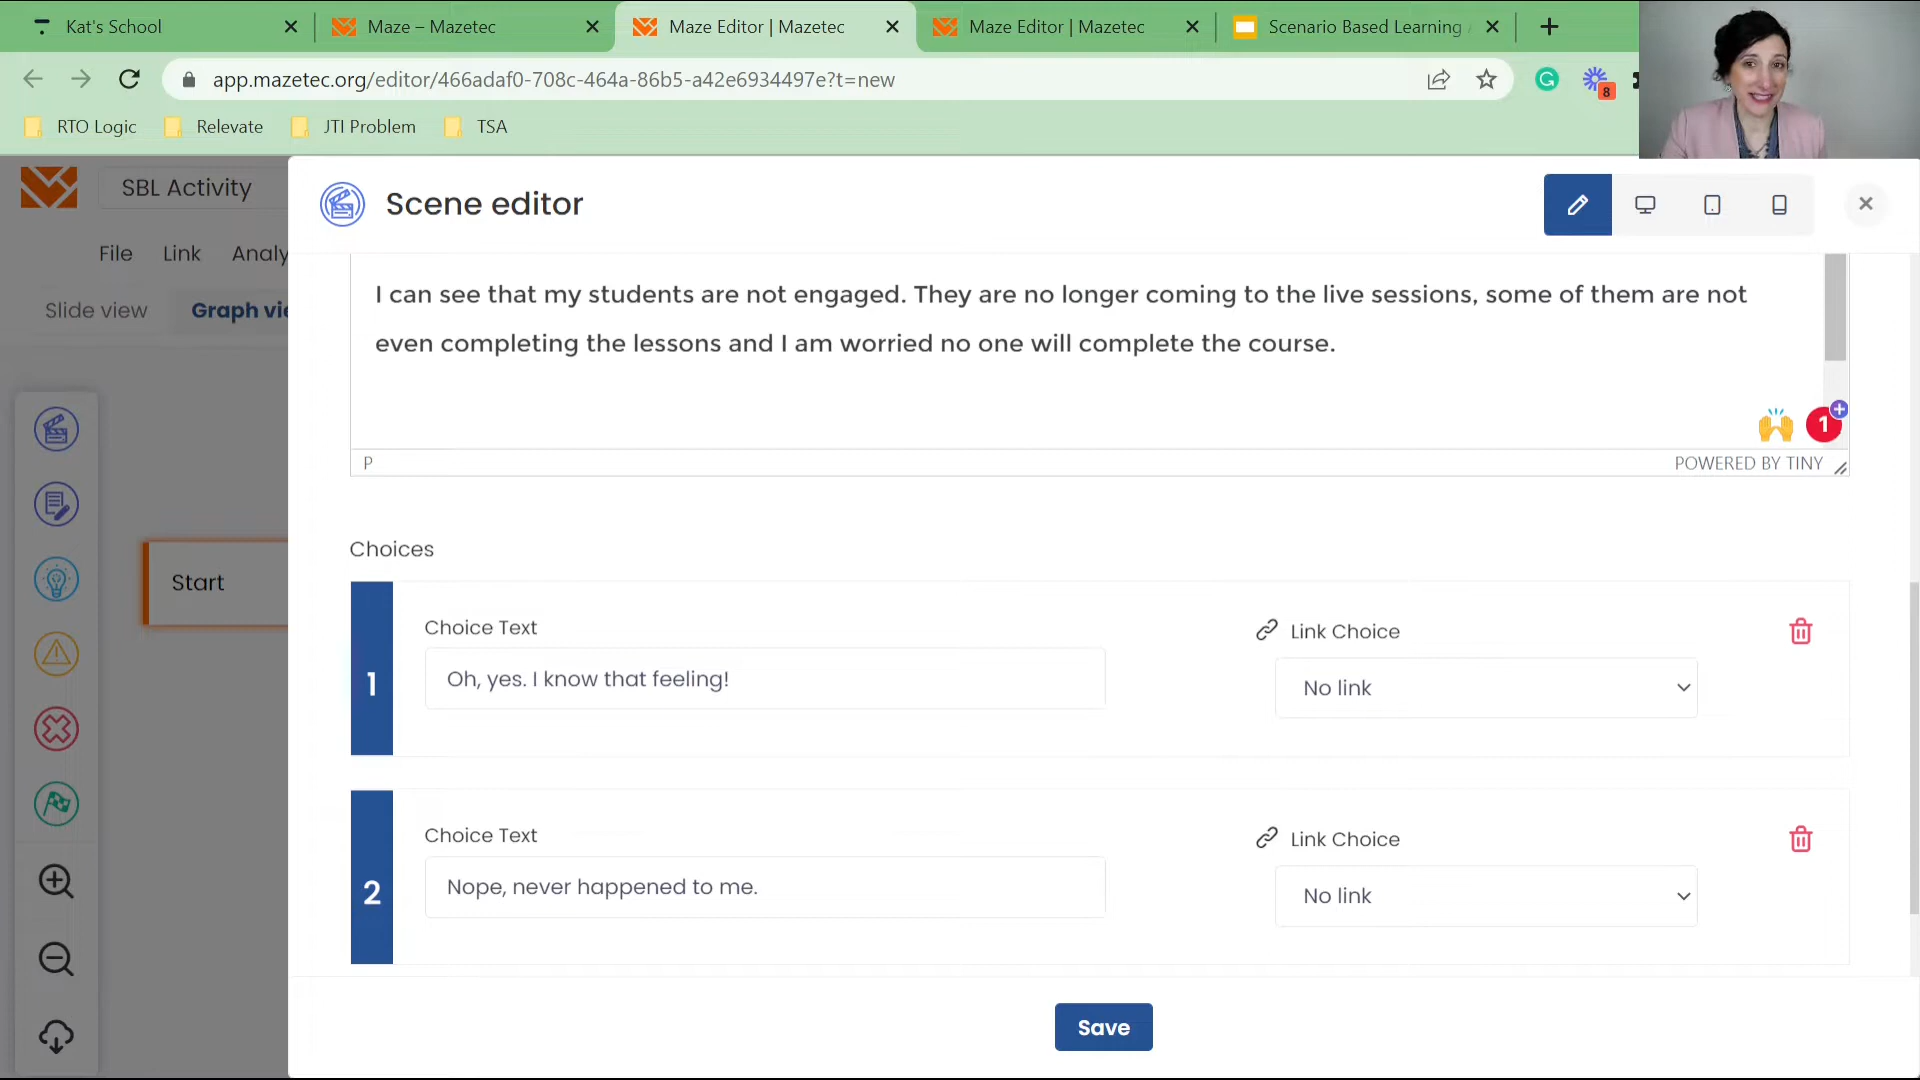 Kat's School
Maze – Mazetec
Maze Editor | Mazetec
Maze Editor | Mazetec
Scenario Based Learning
app.mazetec.org/editor/466adaf0-708c-464a-86b5-a42e6934497e?t=new
8
RTO Logic
Relevate
JTI Problem
TSA
SBL Activity
Scene editor
File
Link
Analy
Slide view
Graph vie
I can see that my students are not engaged. They are no longer coming to the live sessions, some of them are not
even completing the lessons and I am worried no one will complete the course.
1
P
POWERED BY TINY
Start
Choices
1
Choice Text
Link Choice
Oh, yes. I know that feeling!
No link
2
Choice Text
Link Choice
Nope, never happened to me.
No link
Save